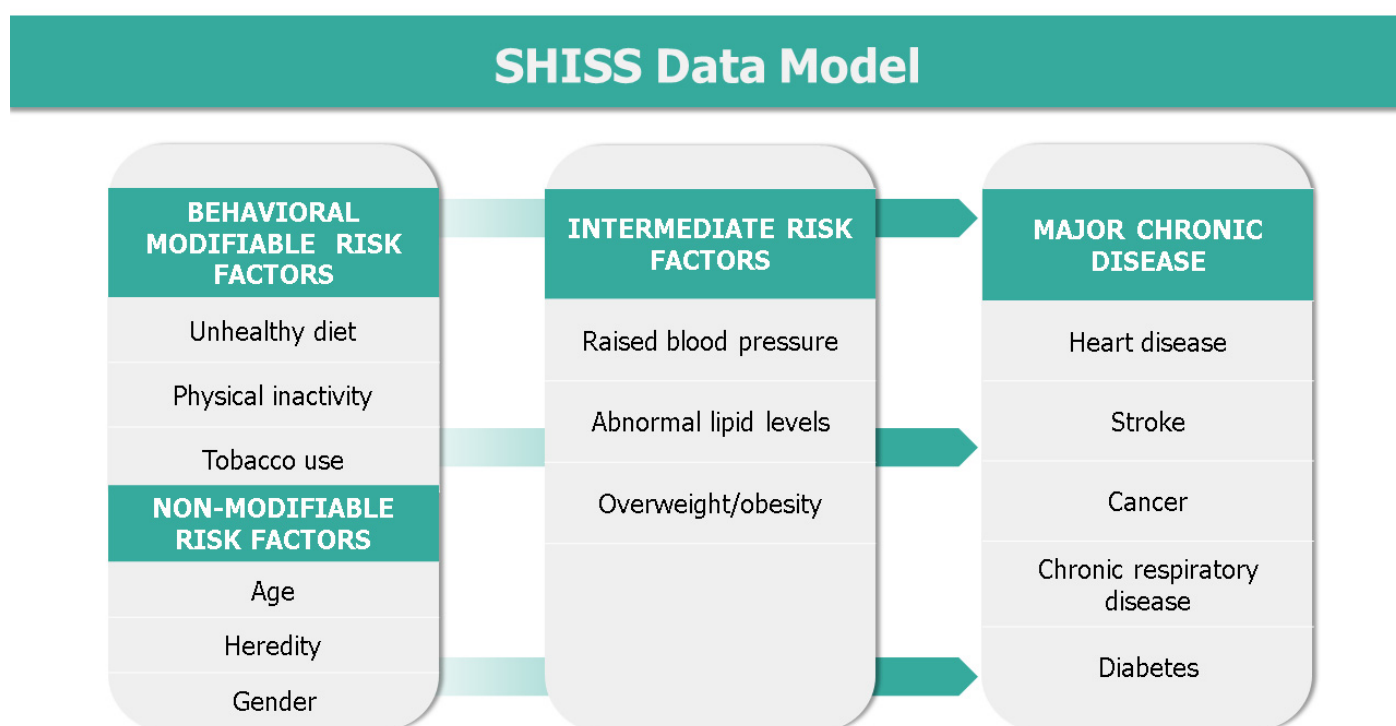 SHISS Data Model
BEHAVIORAL
MODIFIABLE RISK
FACTORS
Unhealthy diet
Physical inactivity
Tobacco use
NON-MODIFIABLE
RISK FACTORS
Age
Heredity
Gender
INTERMEDIATE RISK
FACTORS
Raised blood pressure
Abnormal lipid levels
Overweight/obesity
MAJOR CHRONIC
DISEASE
Heart disease
Stroke
Cancer
Chronic respiratory
disease
Diabetes